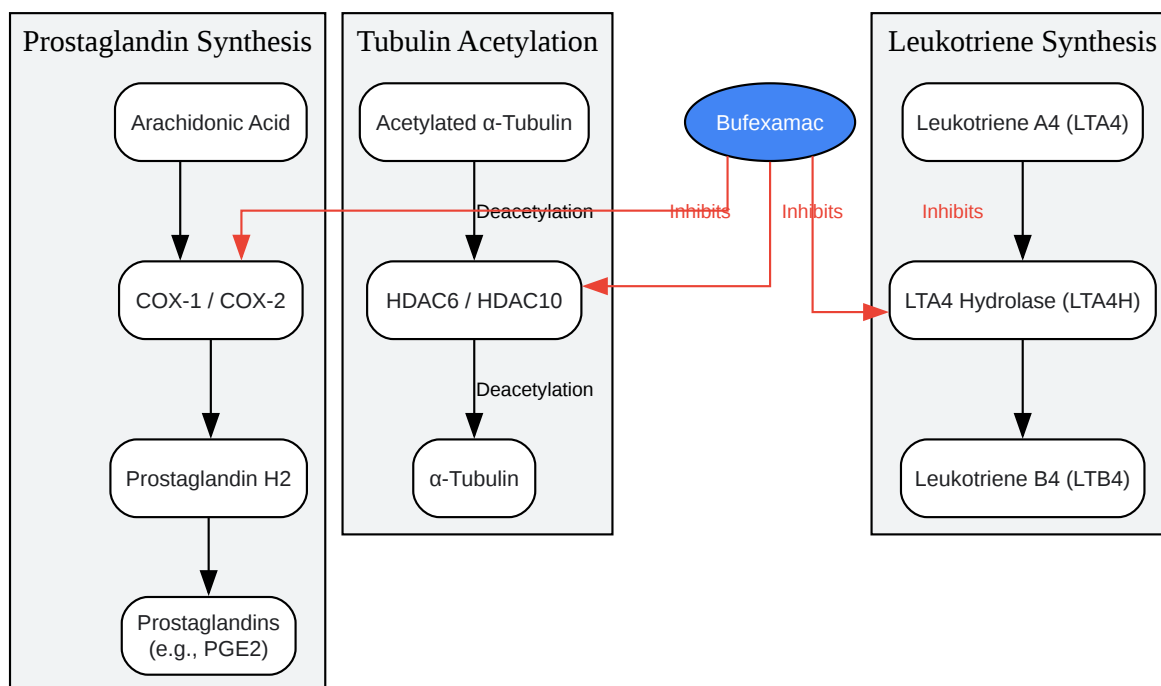 Prostaglandin Synthesis
Arachidonic Acid
COX-1 / COX-2
Prostaglandin H2
Prostaglandins
(e.g., PGE2)
Tubulin Acetylation
Acetylated α-Tubulin
Deacetylation
HDAC6 / HDAC10
Deacetylation
α-Tubulin
Bufexamac
Inhibits
Inhibits
Inhibits
Leukotriene Synthesis
Leukotriene A4 (LTA4)
LTA4 Hydrolase (LTA4H)
Leukotriene B4 (LTB4)